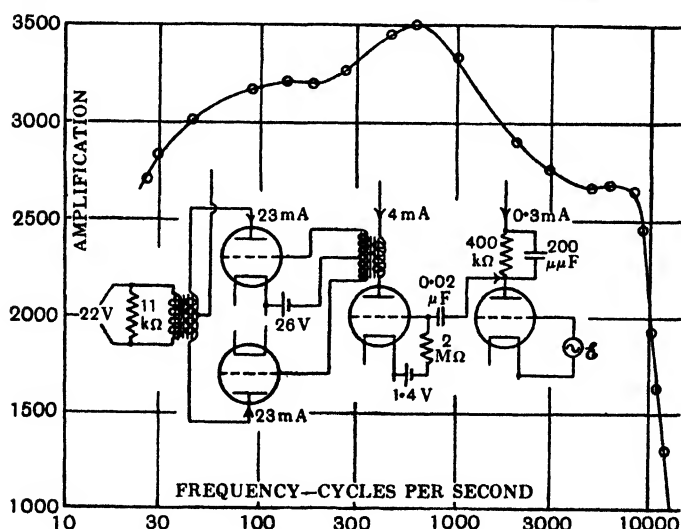 3500
3000
2500
2000
1500
1000
AMPLIFICATION
23mA
4mA
0·3mA
400
kΩ
200
μμF
0·02
μF
22V
11
kΩ
26V
2
MΩ
1·4V
23mA
FREQUENCY—CYCLES PER SECOND
10
30
100
300
1000
3000
10000